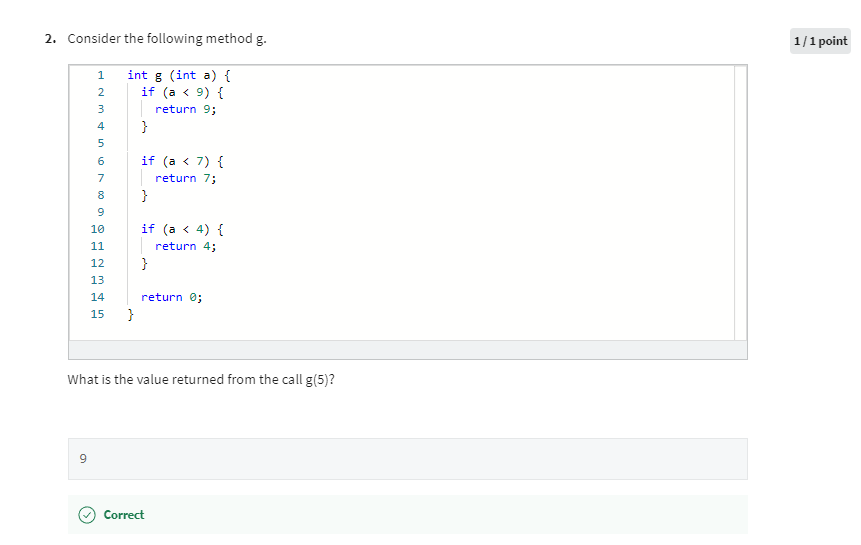 2. Consider the following method g.
1/1 point
1 int g (int a) {
2 if (a < 9) {
3 return 9;
4 }
5
6 if (a < 7) {
7 return 7;
8 }
9
10 if (a < 4) {
11 return 4;
12 }
13
14 return 0;
15 }
What is the value returned from the call g(5)?
9
Correct